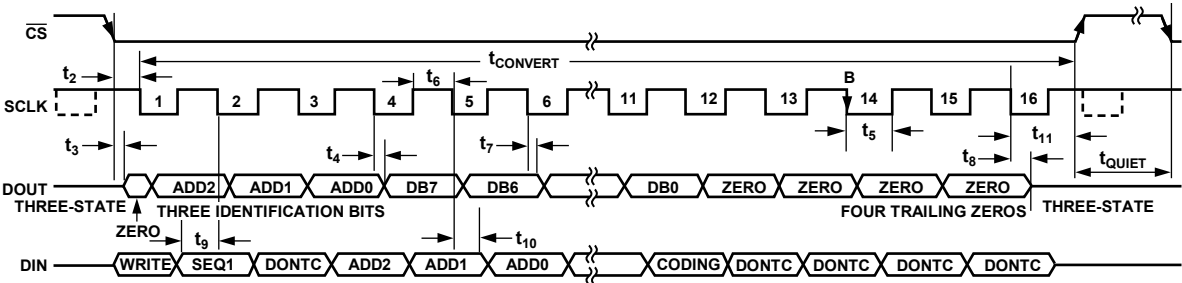 CS
t2
tCONVERT
t6
B
SCLK
1 2 3 4 5 6 11 12 13 14 15 16
t3
t4
t7
t5
t8
t11
tQUIET
DOUT
ADD2 ADD1 ADD0 DB7 DB6 DB0 ZERO ZERO ZERO ZERO
THREE-STATE THREE IDENTIFICATION BITS FOUR TRAILING ZEROS THREE-STATE
ZERO
t9
t10
DIN WRITE SEQ1 DONTC ADD2 ADD1 ADD0 CODING DONTC DONTC DONTC DONTC